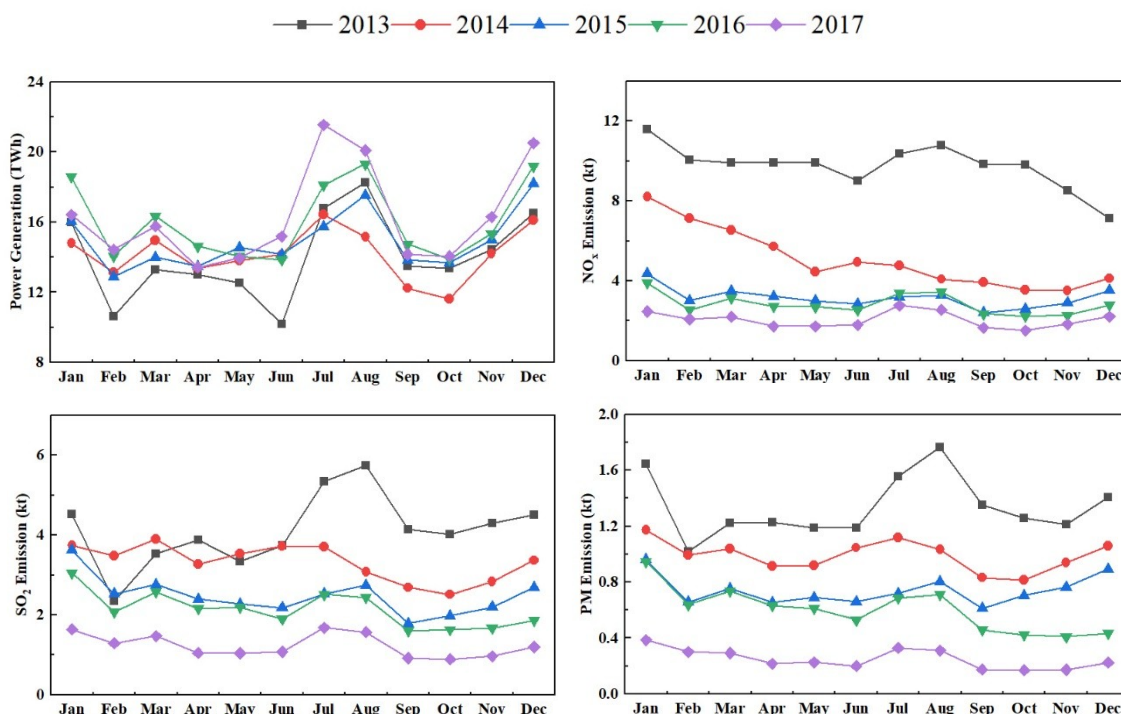 2013 2014 2015 2016 2017
Power Generation (TWh)
24
20
16
12
8
Jan Feb Mar Apr May Jun Jul Aug Sep Oct Nov Dec
NOx Emission (kt)
12
8
4
0
Jan Feb Mar Apr May Jun Jul Aug Sep Oct Nov Dec
SO2 Emission (kt)
6
4
2
0
Jan Feb Mar Apr May Jun Jul Aug Sep Oct Nov Dec
PM Emission (kt)
2.0
1.6
1.2
0.8
0.4
0.0
Jan Feb Mar Apr May Jun Jul Aug Sep Oct Nov Dec